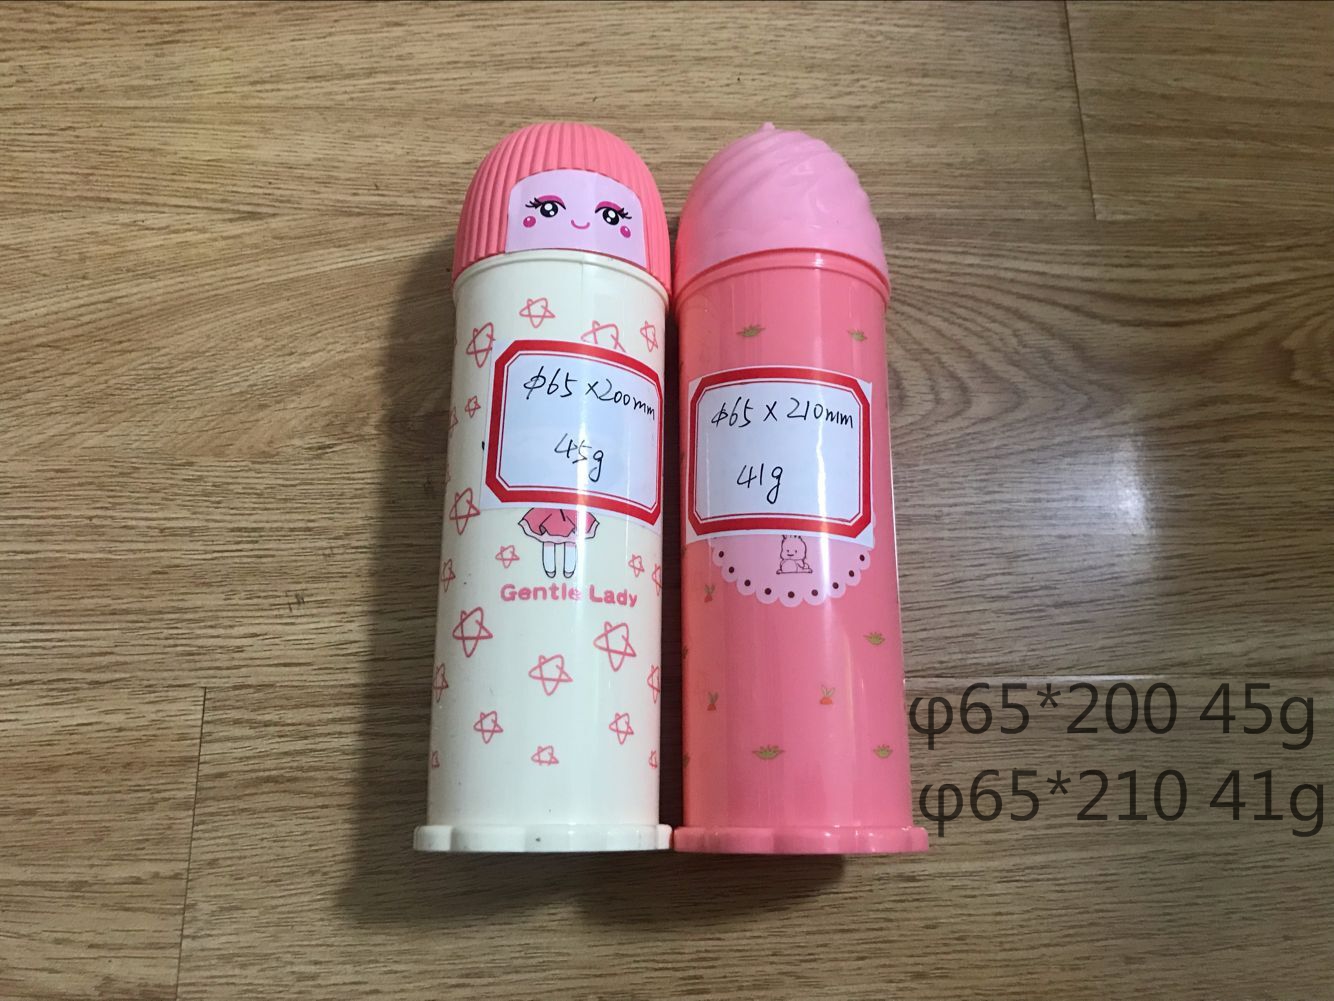 ϕ65×200mm
45g
Gentle Lady
ϕ65×210mm
41g
φ65*200 45g
φ65*210 41g